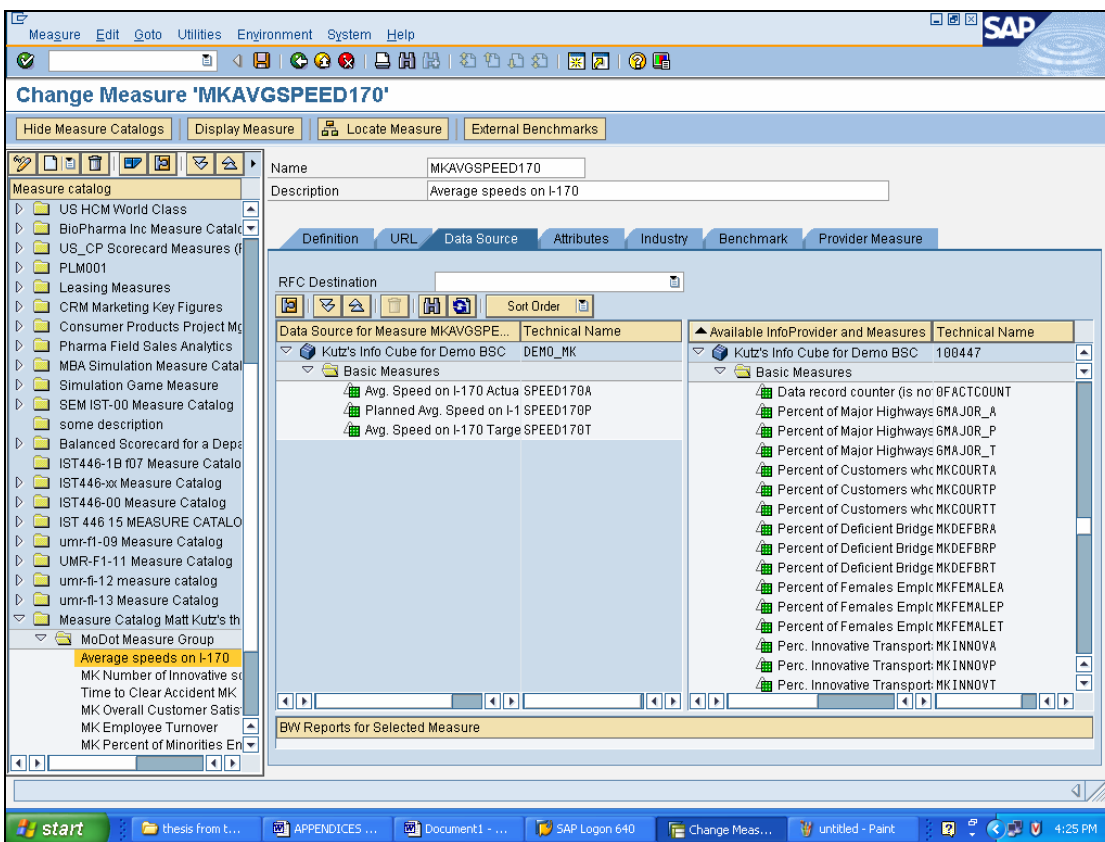 Measure Edit Goto Utilities Environment System Help
SAP
Change Measure 'MKAVGSPEED170'
Hide Measure Catalogs Display Measure Locate Measure External Benchmarks
Name MKAVGSPEED170
Description Average speeds on I-170
Measure catalog
US HCM World Class
BioPharma Inc Measure Catalo
US_CP Scorecard Measures (F
PLM001
Leasing Measures
CRM Marketing Key Figures
Consumer Products Project Mg
Pharma Field Sales Analytics
MBA Simulation Measure Catal
Simulation Game Measure
SEM IST-00 Measure Catalog
some description
Balanced Scorecard for a Depa
IST446-1B f07 Measure Catalo
IST446-xx Measure Catalog
IST446-00 Measure Catalog
IST 446 15 MEASURE CATALO
umr-f1-09 Measure Catalog
UMR-F1-11 Measure Catalog
umr-fl-12 measure catalog
umr-fl-13 Measure Catalog
Measure Catalog Matt Kutz's th
MoDot Measure Group
Average speeds on I-170
MK Number of Innovative so
Time to Clear Accident MK
MK Overall Customer Satis
MK Employee Turnover
MK Percent of Minorities En
Definition URL Data Source Attributes Industry Benchmark Provider Measure
RFC Destination
Sort Order
Data Source for Measure MKAVGSPE... Technical Name
Kutz's Info Cube for Demo BSC DEMO_MK
Basic Measures
Avg. Speed on I-170 Actua SPEED170A
Planned Avg. Speed on I-1 SPEED170P
Avg. Speed on I-170 Targe SPEED170T
Available InfoProvider and Measures Technical Name
Kutz's Info Cube for Demo BSC 100447
Basic Measures
Data record counter (is no 0FACTCOUNT
Percent of Major Highways GMAJOR_A
Percent of Major Highways GMAJOR_P
Percent of Major Highways GMAJOR_T
Percent of Customers who MKCOURTA
Percent of Customers who MKCOURTP
Percent of Customers who MKCOURTT
Percent of Deficient Bridge MKDEFBRA
Percent of Deficient Bridge MKDEFBRP
Percent of Deficient Bridge MKDEFBRT
Percent of Females Emplo MKFEMALEA
Percent of Females Emplo MKFEMALEP
Percent of Females Emplo MKFEMALET
Perc. Innovative Transport MKINNOVA
Perc. Innovative Transport MKINNOVP
Perc. Innovative Transport MKINNOVT
BW Reports for Selected Measure
start thesis from t... APPENDICES ... Document1 - ... SAP Logon 640 Change Meas... untitled - Paint 4:25 PM